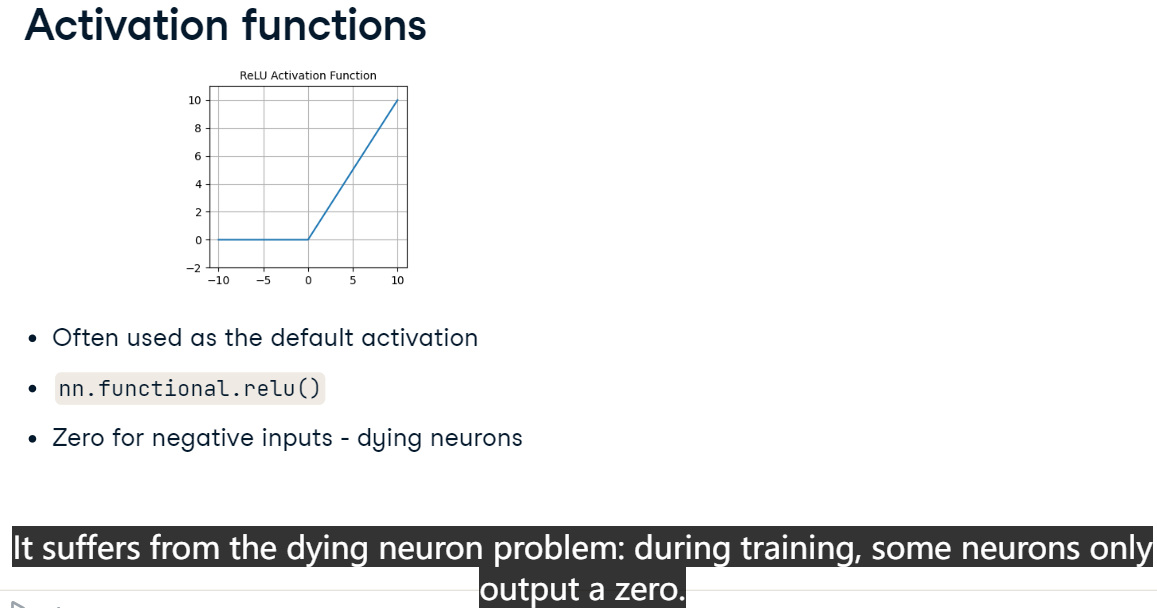 Activation functions
ReLU Activation Function
10
8
6
4
2
0
−2
−10 −5 0 5 10
• Often used as the default activation
• nn.functional.relu()
• Zero for negative inputs - dying neurons
It suffers from the dying neuron problem: during training, some neurons only
output a zero.